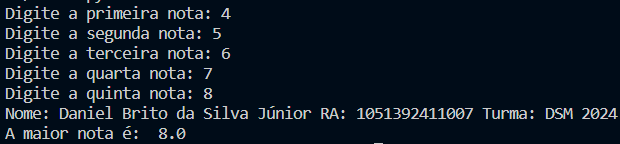 Digite a primeira nota: 4
Digite a segunda nota: 5
Digite a terceira nota: 6
Digite a quarta nota: 7
Digite a quinta nota: 8
Nome: Daniel Brito da Silva Júnior RA: 1051392411007 Turma: DSM 2024
A maior nota é:  8.0